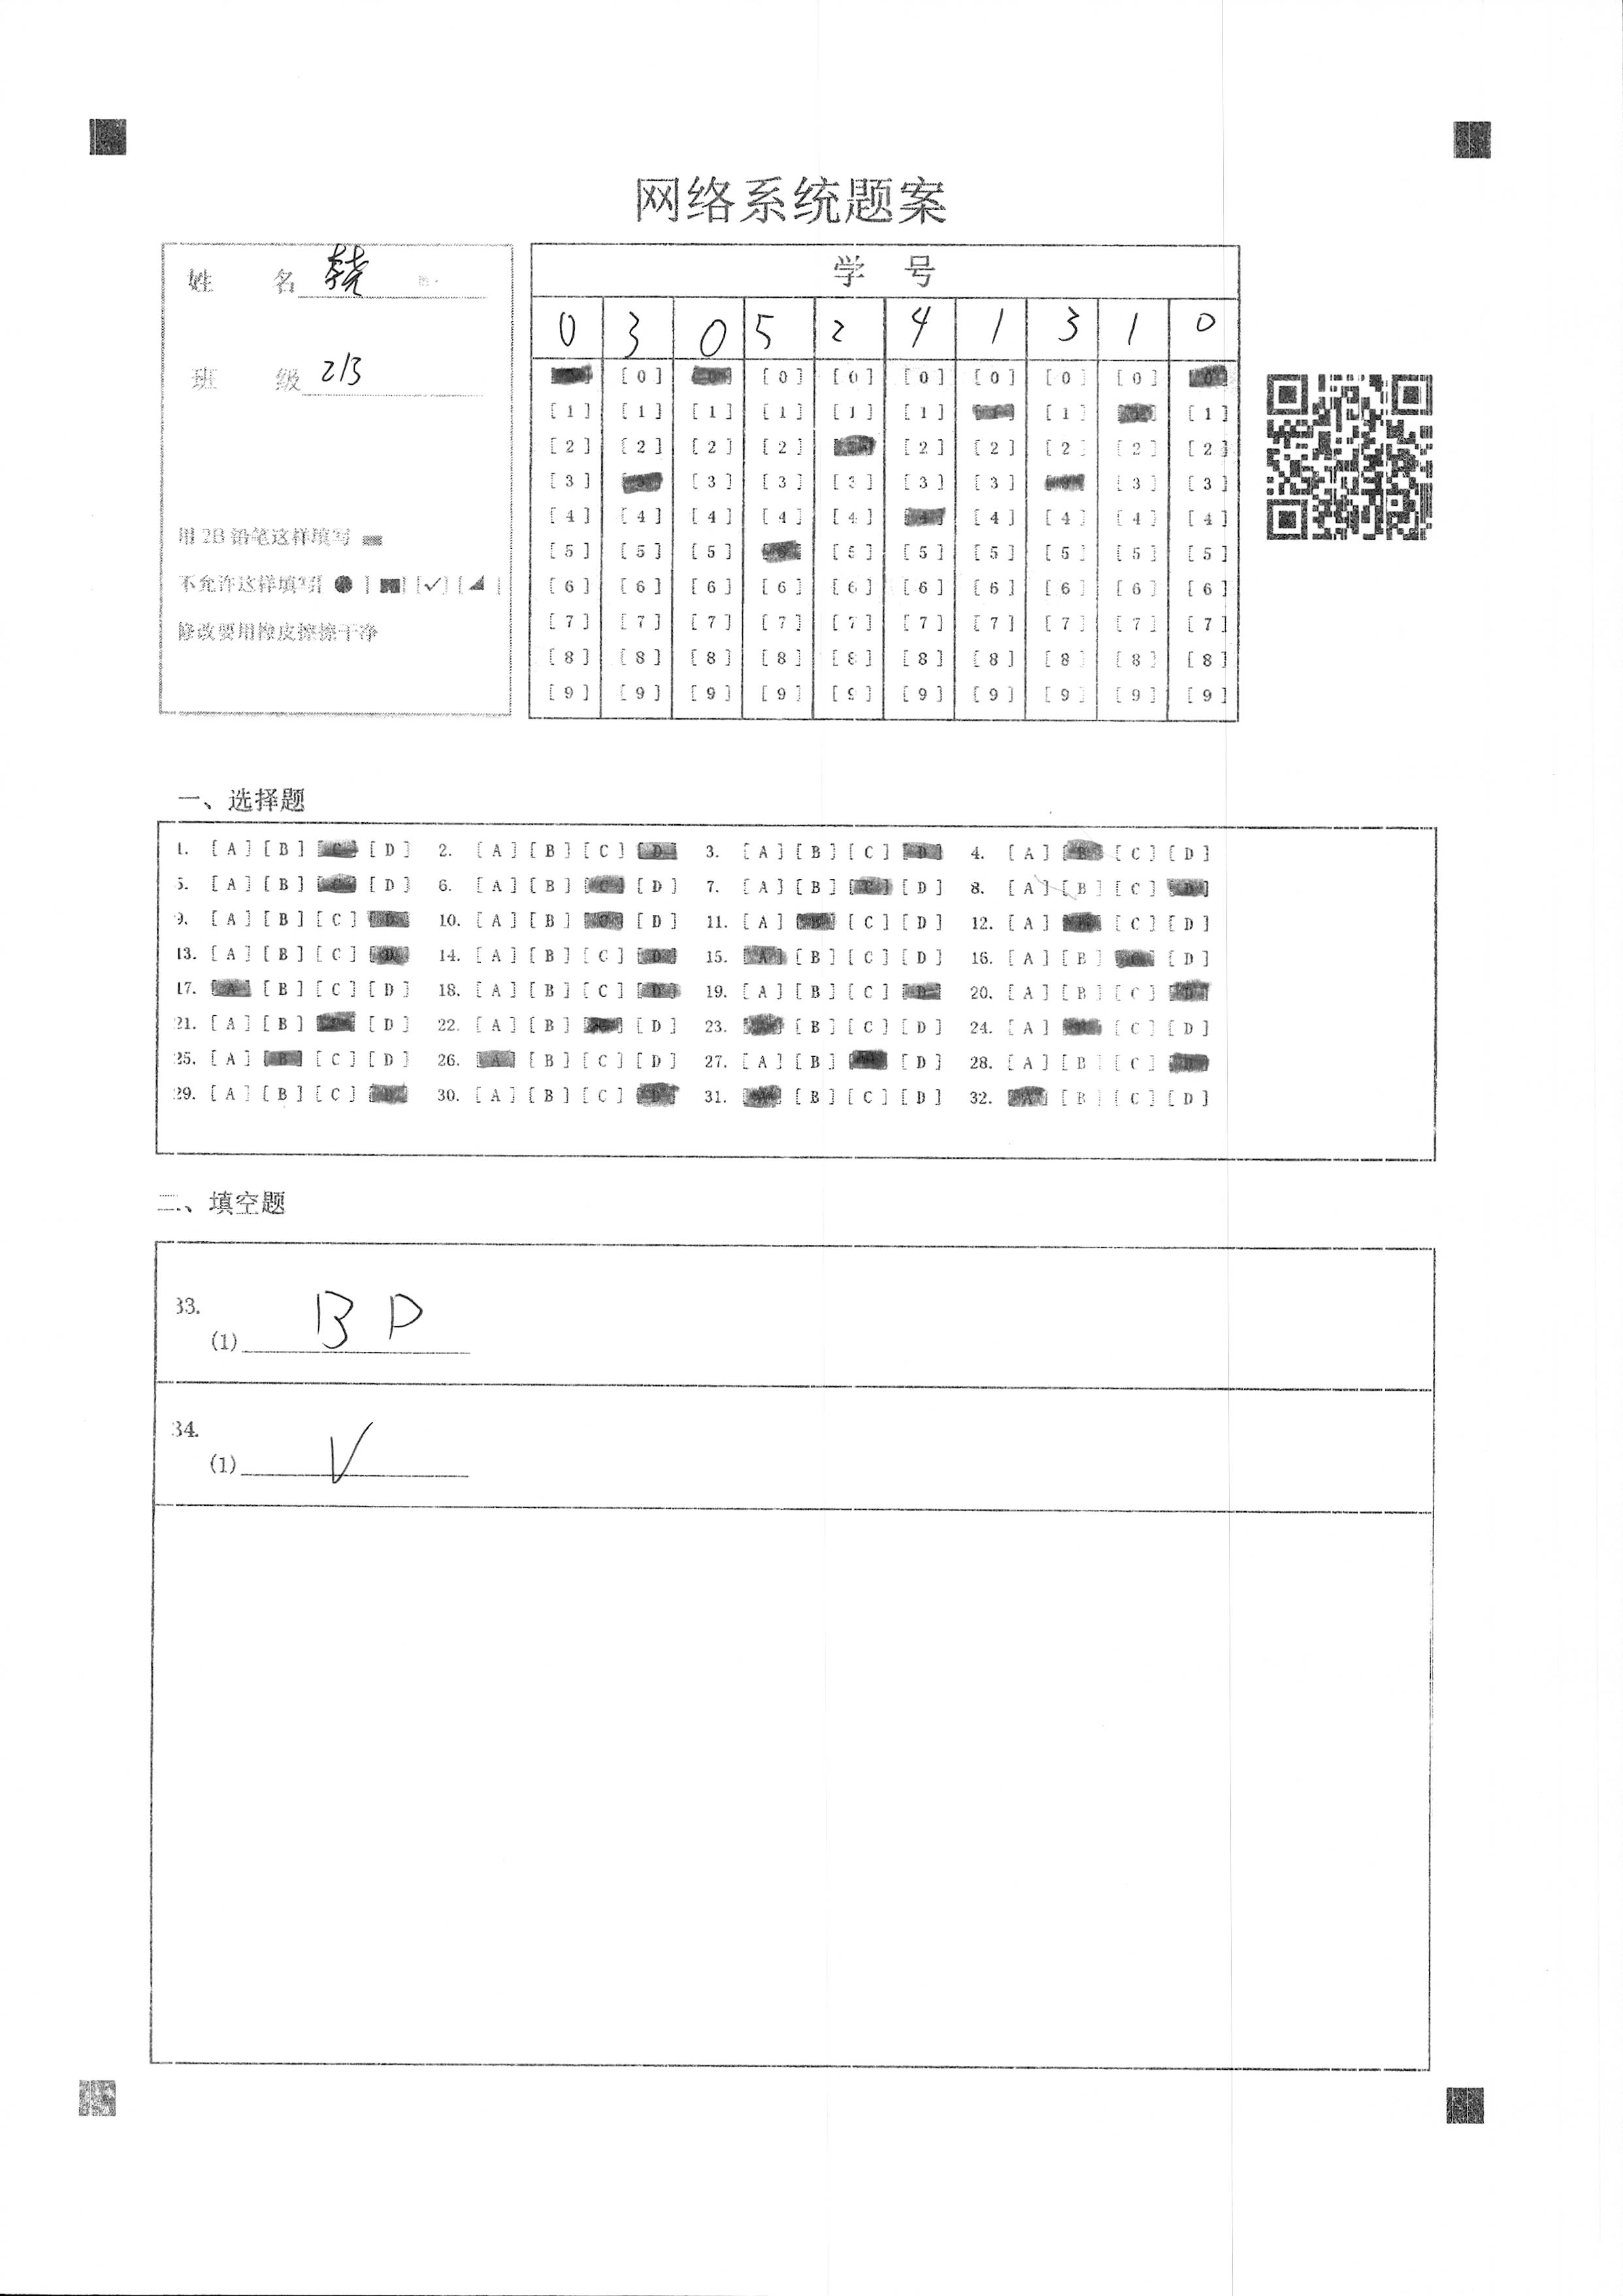 网络系统题案
姓 名
班 级 213
用 2B 铅笔这样填写
不允许这样填写[ ● ] [ ■ ] [✓] [ ◢ ]
修改要用橡皮擦擦干净
学 号
0 3 0 5 2 4 1 3 1 0
[0] [0] [0] [0] [0] [0] [0] [0] [0] [0]
[1] [1] [1] [1] [1] [1] [1] [1] [1] [1]
[2] [2] [2] [2] [2] [2] [2] [2] [2] [2]
[3] [3] [3] [3] [3] [3] [3] [3] [3] [3]
[4] [4] [4] [4] [4] [4] [4] [4] [4] [4]
[5] [5] [5] [5] [5] [5] [5] [5] [5] [5]
[6] [6] [6] [6] [6] [6] [6] [6] [6] [6]
[7] [7] [7] [7] [7] [7] [7] [7] [7] [7]
[8] [8] [8] [8] [8] [8] [8] [8] [8] [8]
[9] [9] [9] [9] [9] [9] [9] [9] [9] [9]
一、选择题
1. [A] [B] [C] [D] 2. [A] [B] [C] [D] 3. [A] [B] [C] [D] 4. [A] [B] [C] [D]
5. [A] [B] [C] [D] 6. [A] [B] [C] [D] 7. [A] [B] [C] [D] 8. [A] [B] [C] [D]
9. [A] [B] [C] [D] 10. [A] [B] [C] [D] 11. [A] [B] [C] [D] 12. [A] [B] [C] [D]
13. [A] [B] [C] [D] 14. [A] [B] [C] [D] 15. [A] [B] [C] [D] 16. [A] [B] [C] [D]
17. [A] [B] [C] [D] 18. [A] [B] [C] [D] 19. [A] [B] [C] [D] 20. [A] [B] [C] [D]
21. [A] [B] [C] [D] 22. [A] [B] [C] [D] 23. [A] [B] [C] [D] 24. [A] [B] [C] [D]
25. [A] [B] [C] [D] 26. [A] [B] [C] [D] 27. [A] [B] [C] [D] 28. [A] [B] [C] [D]
29. [A] [B] [C] [D] 30. [A] [B] [C] [D] 31. [A] [B] [C] [D] 32. [A] [B] [C] [D]
二、填空题
33.
(1) B D
34.
(1) V